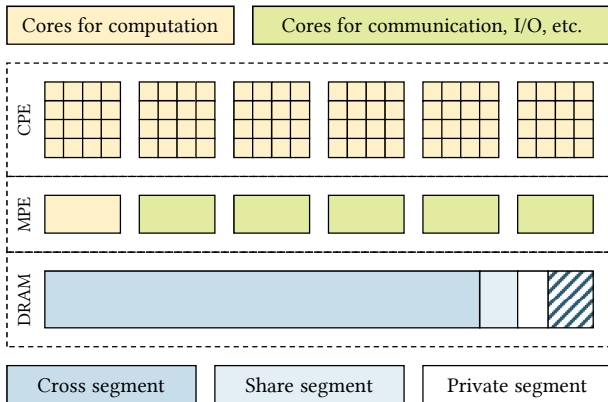 Cores for computation
Cores for communication, I/O, etc.
CPE
MPE
DRAM
Cross segment
Share segment
Private segment